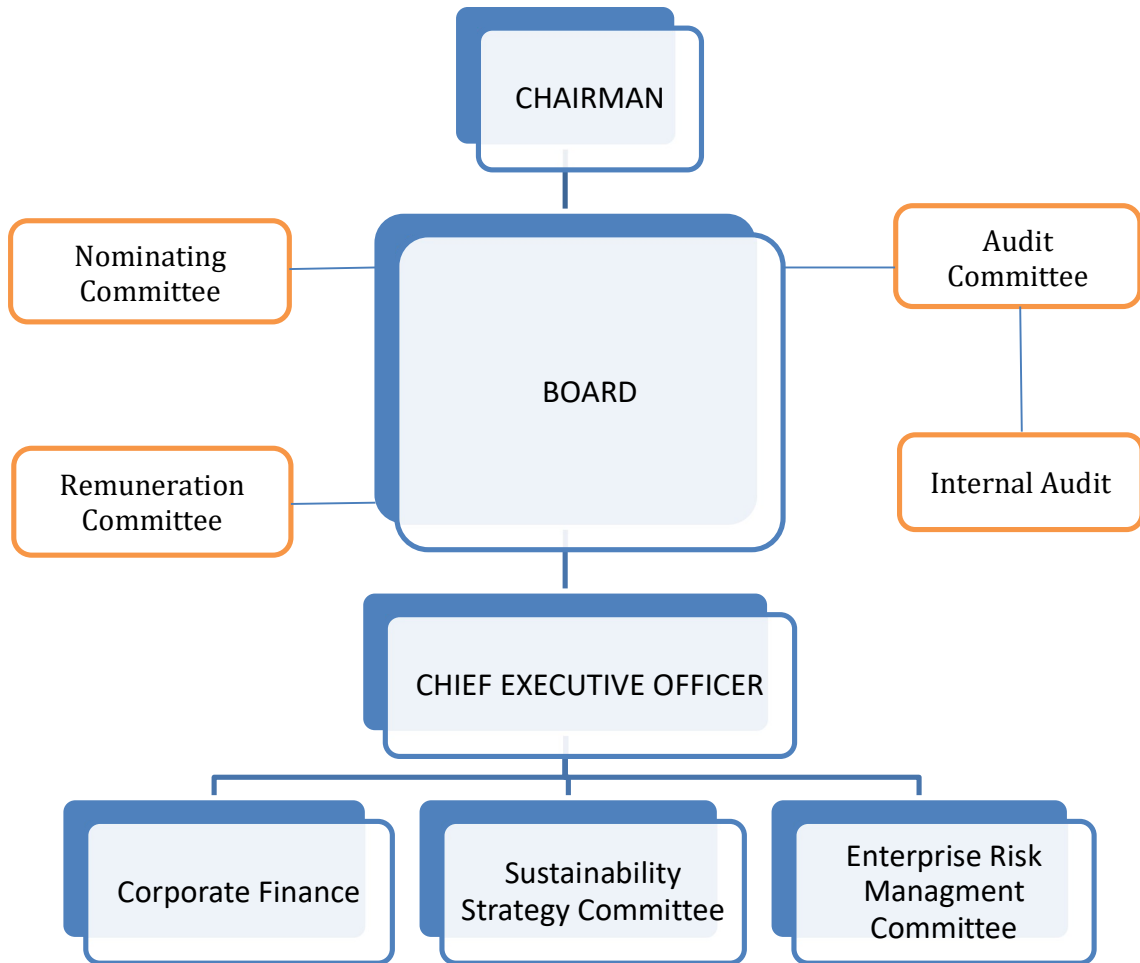 CHAIRMAN
Nominating
Committee
Audit
Committee
BOARD
Remuneration
Committee
Internal Audit
CHIEF EXECUTIVE OFFICER
Corporate Finance
Sustainability
Strategy Committee
Enterprise Risk
Managment
Committee